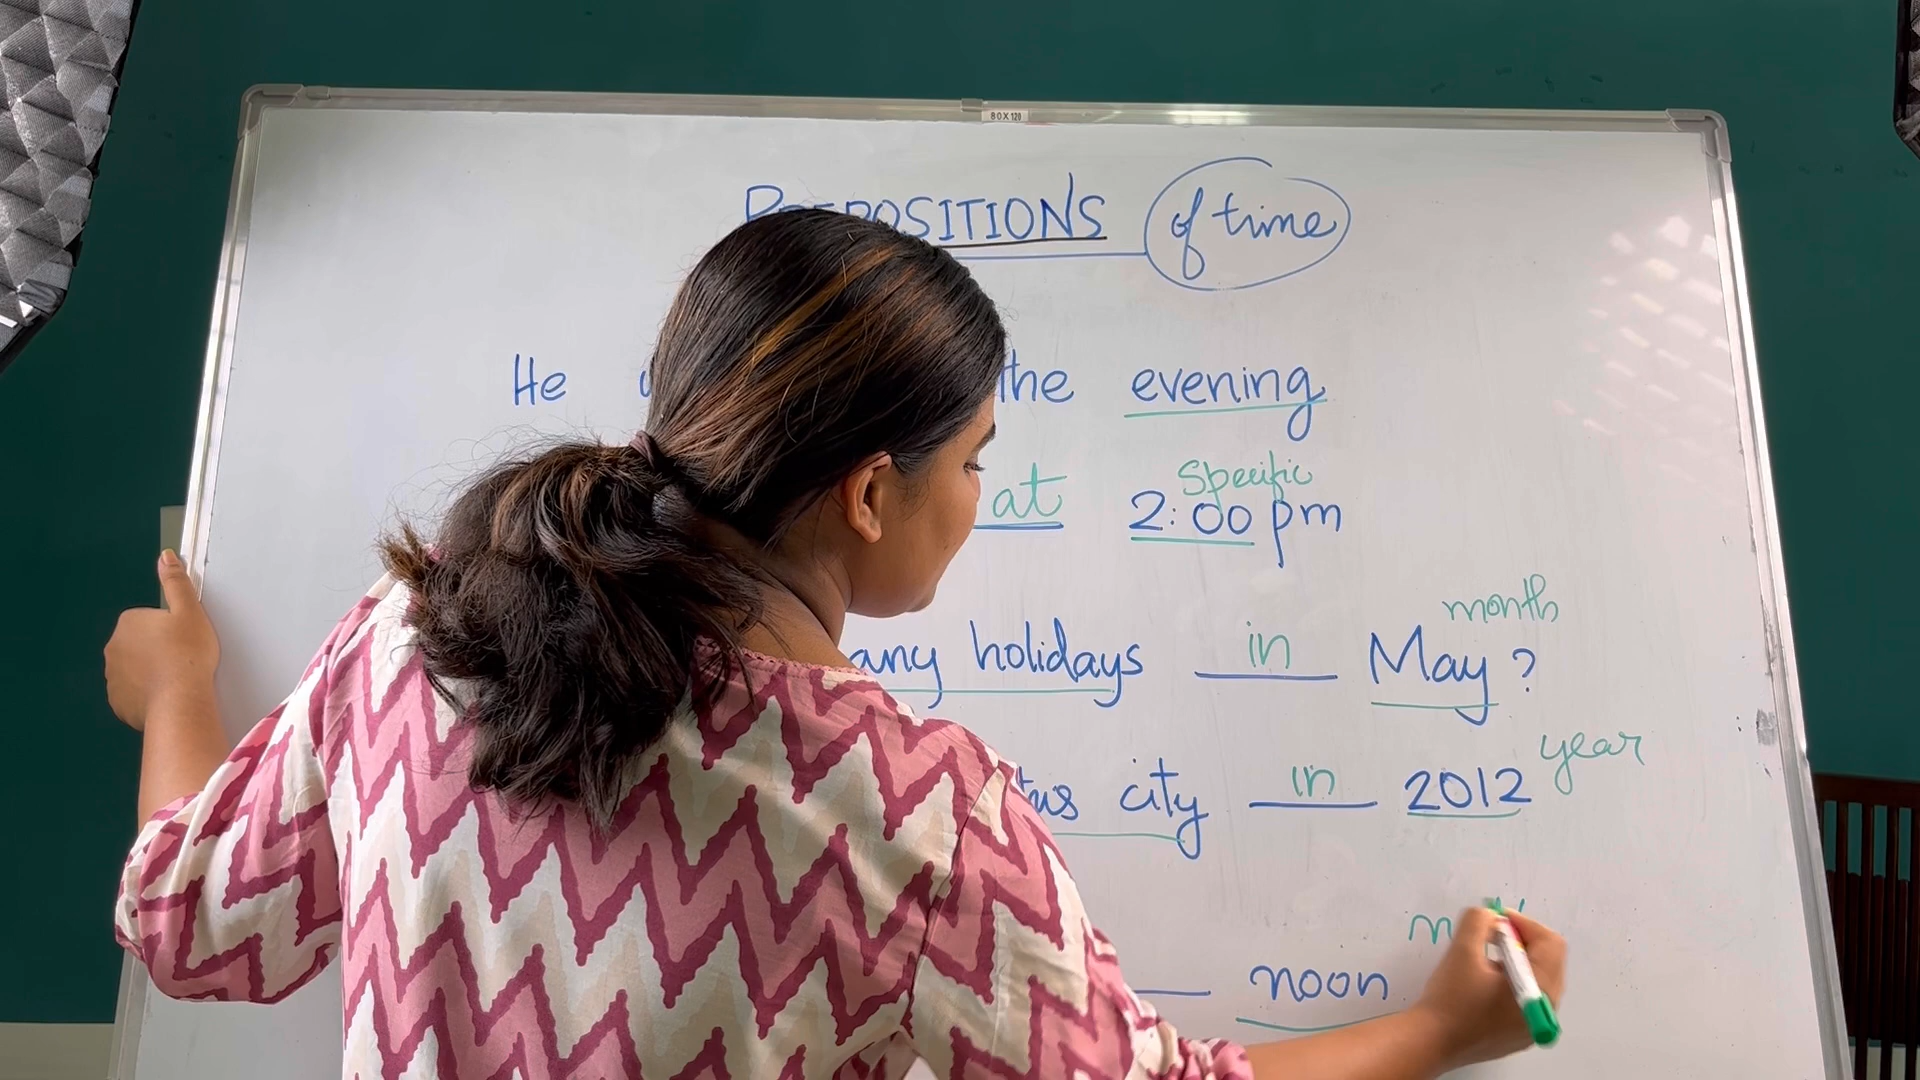 80X120
PREPOSITIONS of time
He the evening
at Specific 2:00 pm
month
any holidays in May?
year
city in 2012
noon